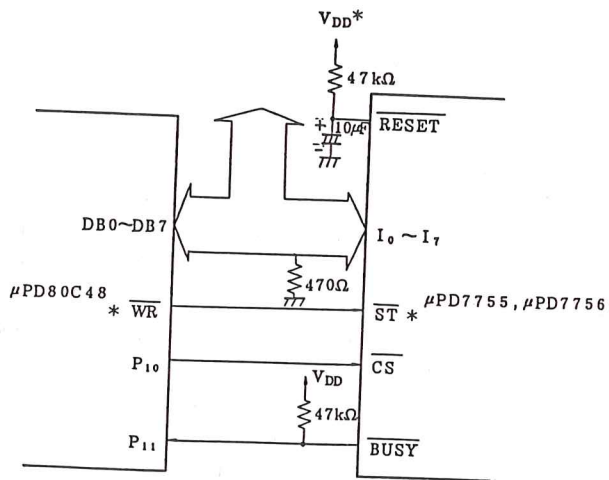 VDD*
47kΩ
10μF
RESET
DB0~DB7
I0 ~ I7
470Ω
μPD80C48
* WR
ST *
μPD7755, μPD7756
P10
CS
VDD
47kΩ
P11
BUSY